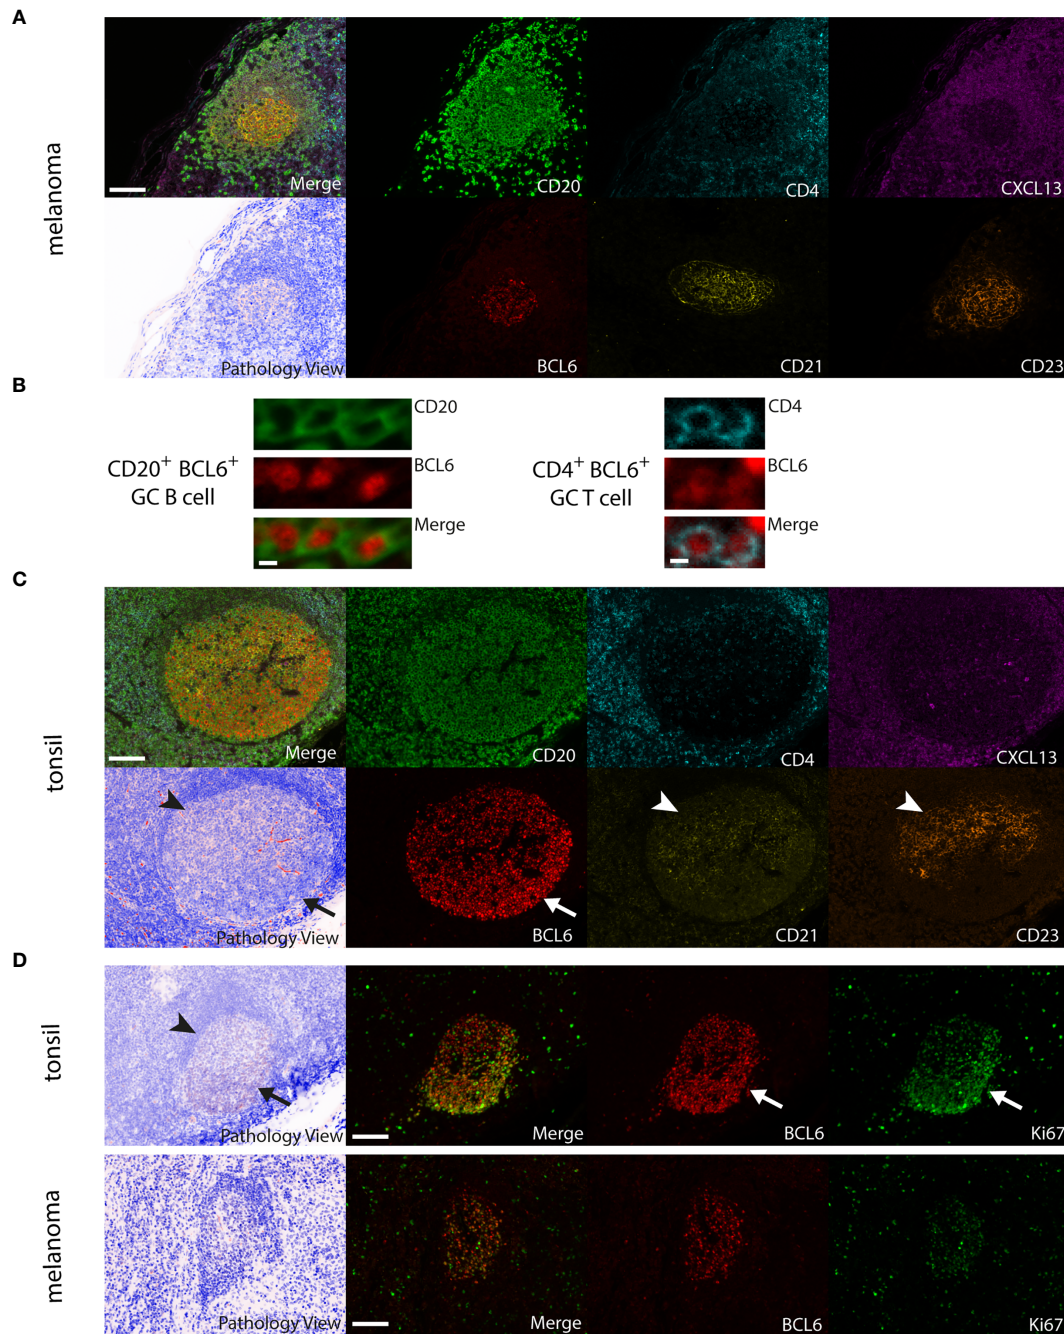 A
melanoma
Merge
CD20
CD4
CXCL13
Pathology View
BCL6
CD21
CD23
B
CD20⁺ BCL6⁺
GC B cell
CD20
BCL6
Merge
CD4⁺ BCL6⁺
GC T cell
CD4
BCL6
Merge
C
tonsil
Merge
CD20
CD4
CXCL13
Pathology View
BCL6
CD21
CD23
D
tonsil
Pathology View
Merge
BCL6
Ki67
melanoma
Pathology View
Merge
BCL6
Ki67